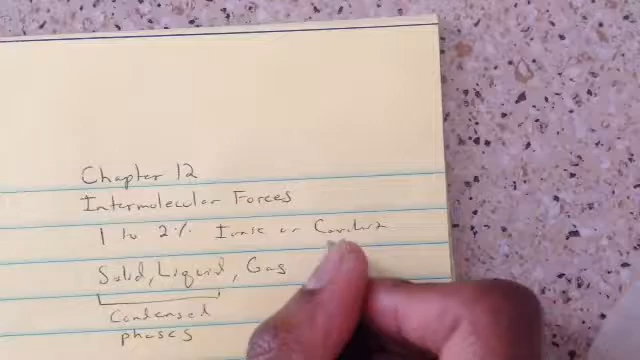 Chapter 12
Intermolecular Forces
1 to 2% Ionic or Covalent
Solid, Liquid, Gas
Condensed
phases